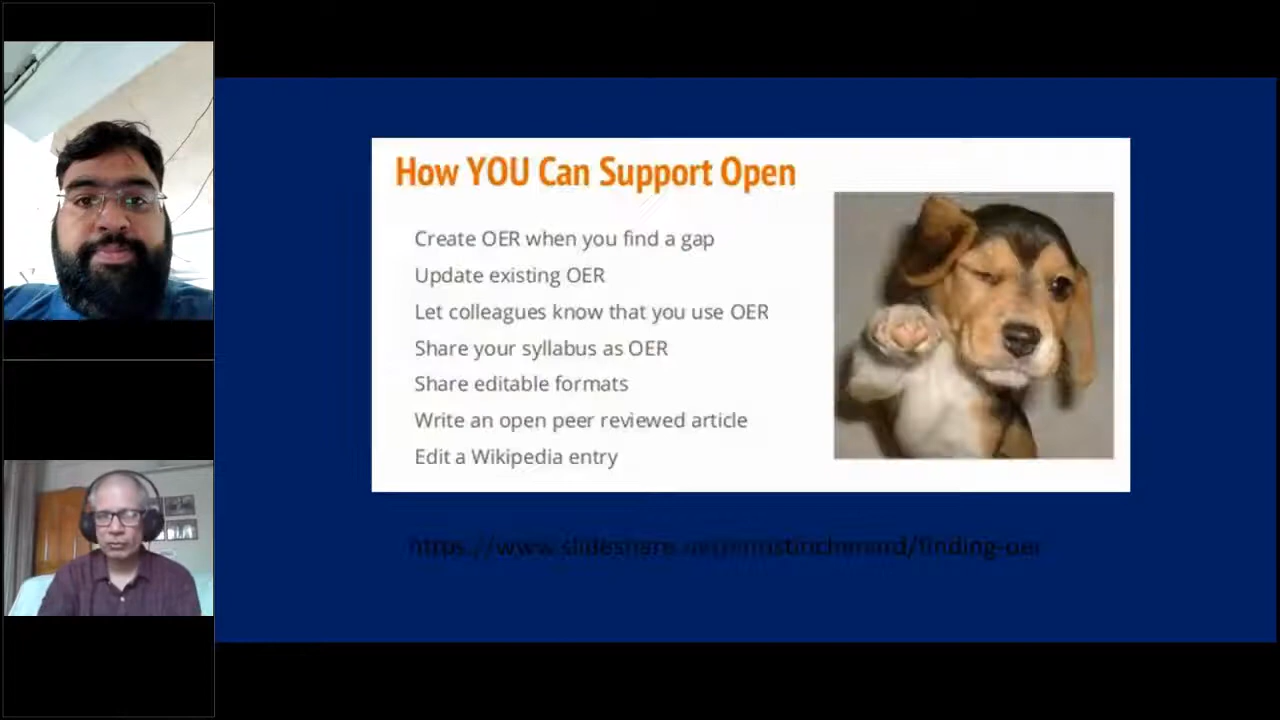 How YOU Can Support Open
Create OER when you find a gap
Update existing OER
Let colleagues know that you use OER
Share your syllabus as OER
Share editable formats
Write an open peer reviewed article
Edit a Wikipedia entry